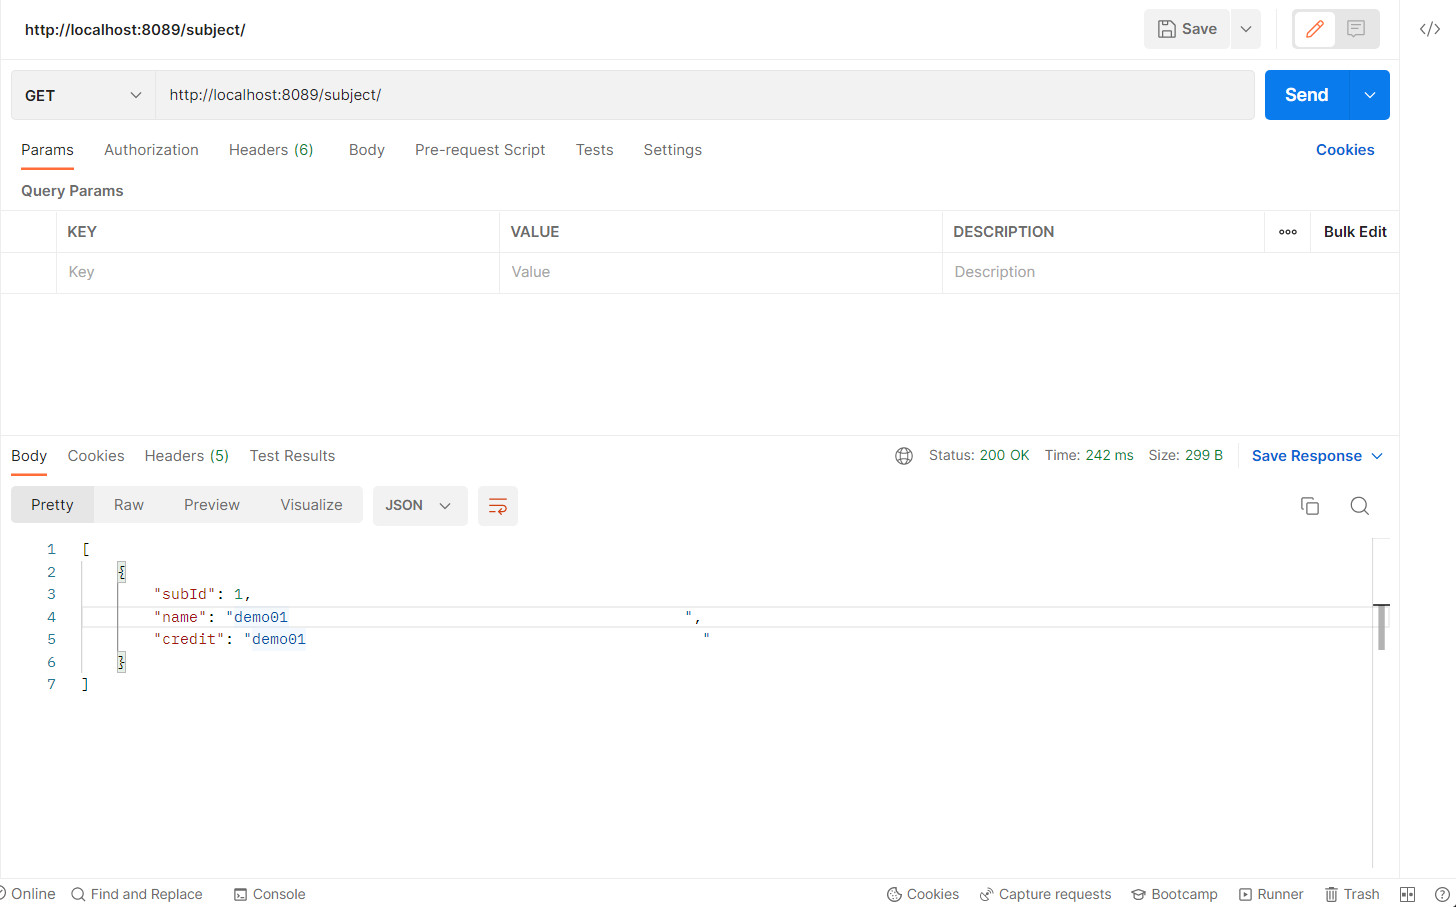 http://localhost:8089/subject/
Save
GET
http://localhost:8089/subject/
Send
Params Authorization Headers (6) Body Pre-request Script Tests Settings Cookies
Query Params
KEY VALUE DESCRIPTION Bulk Edit
Key Value Description
Body Cookies Headers (5) Test Results Status: 200 OK Time: 242 ms Size: 299 B Save Response
Pretty Raw Preview Visualize JSON
1 [
2 {
3 "subId": 1,
4 "name": "demo01                                            ",
5 "credit": "demo01                                            "
6 }
7 ]
Online Find and Replace Console Cookies Capture requests Bootcamp Runner Trash